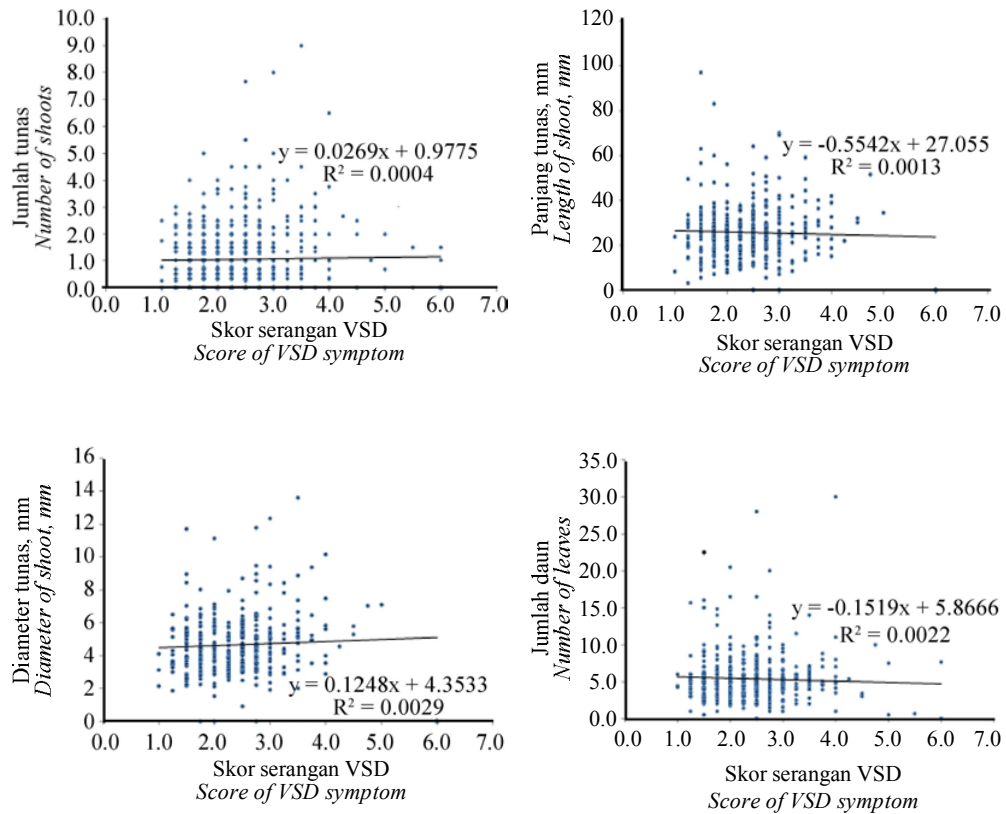 Jumlah tunas
Number of shoots
10.0
9.0
8.0
7.0
6.0
5.0
4.0
3.0
2.0
1.0
0.0
y = 0.0269x + 0.9775
R² = 0.0004
0.0 1.0 2.0 3.0 4.0 5.0 6.0 7.0
Skor serangan VSD
Score of VSD symptom
Panjang tunas, mm
Length of shoot, mm
120
100
80
60
40
20
0
y = -0.5542x + 27.055
R² = 0.0013
0.0 1.0 2.0 3.0 4.0 5.0 6.0 7.0
Skor serangan VSD
Score of VSD symptom
Diameter tunas, mm
Diameter of shoot, mm
16
14
12
10
8
6
4
2
0
y = 0.1248x + 4.3533
R² = 0.0029
0.0 1.0 2.0 3.0 4.0 5.0 6.0 7.0
Skor serangan VSD
Score of VSD symptom
Jumlah daun
Number of leaves
35.0
30.0
25.0
20.0
15.0
10.0
5.0
0.0
y = -0.1519x + 5.8666
R² = 0.0022
0.0 1.0 2.0 3.0 4.0 5.0 6.0 7.0
Skor serangan VSD
Score of VSD symptom